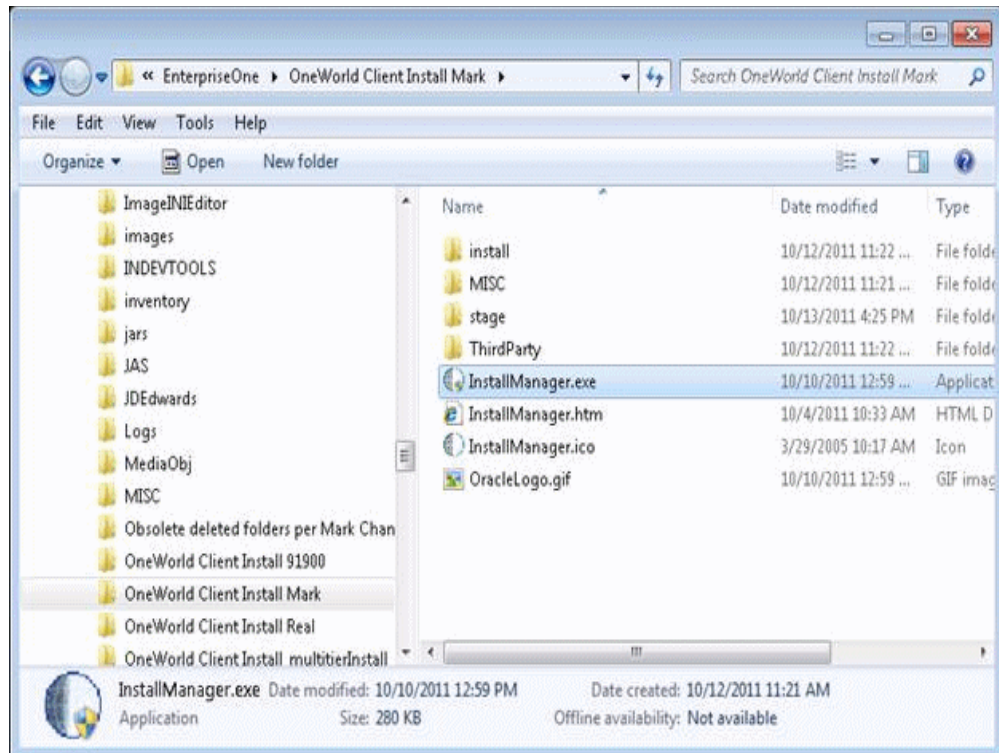 « EnterpriseOne ▸ OneWorld Client Install Mark ▸
Search OneWorld Client Install Mark
File Edit View Tools Help
Organize Open New folder
ImageINIEditor
images
INDEVTOOLS
inventory
jars
JAS
JDEdwards
Logs
MediaObj
MISC
Obsolete deleted folders per Mark Chan
OneWorld Client Install 91900
OneWorld Client Install Mark
OneWorld Client Install Real
OneWorld Client Install_multitierInstall
Name Date modified Type
install 10/12/2011 11:22 ... File folde
MISC 10/12/2011 11:21 ... File folde
stage 10/13/2011 4:25 PM File folde
ThirdParty 10/12/2011 11:22 ... File folde
InstallManager.exe 10/10/2011 12:59 ... Applicat
InstallManager.htm 10/4/2011 10:33 AM HTML D
InstallManager.ico 3/29/2005 10:17 AM Icon
OracleLogo.gif 10/10/2011 12:59 ... GIF imag
InstallManager.exe Date modified: 10/10/2011 12:59 PM Date created: 10/12/2011 11:21 AM
Application Size: 280 KB Offline availability: Not available